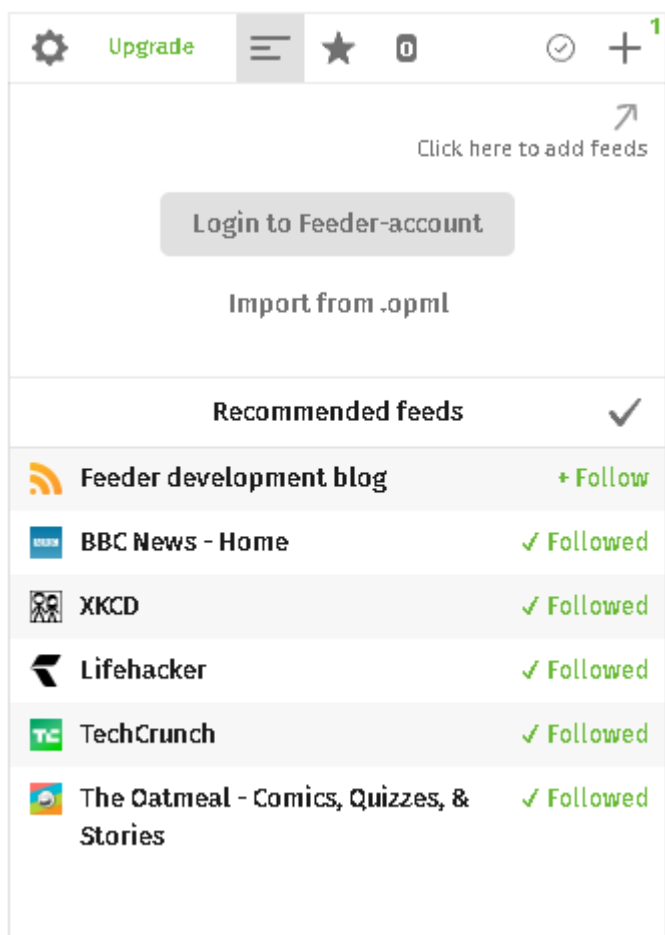 Upgrade
0
1
Click here to add feeds
Login to Feeder-account
Import from .opml
Recommended feeds
Feeder development blog + Follow
BBC News - Home ✓ Followed
XKCD ✓ Followed
Lifehacker ✓ Followed
TC TechCrunch ✓ Followed
The Oatmeal - Comics, Quizzes, & ✓ Followed
Stories